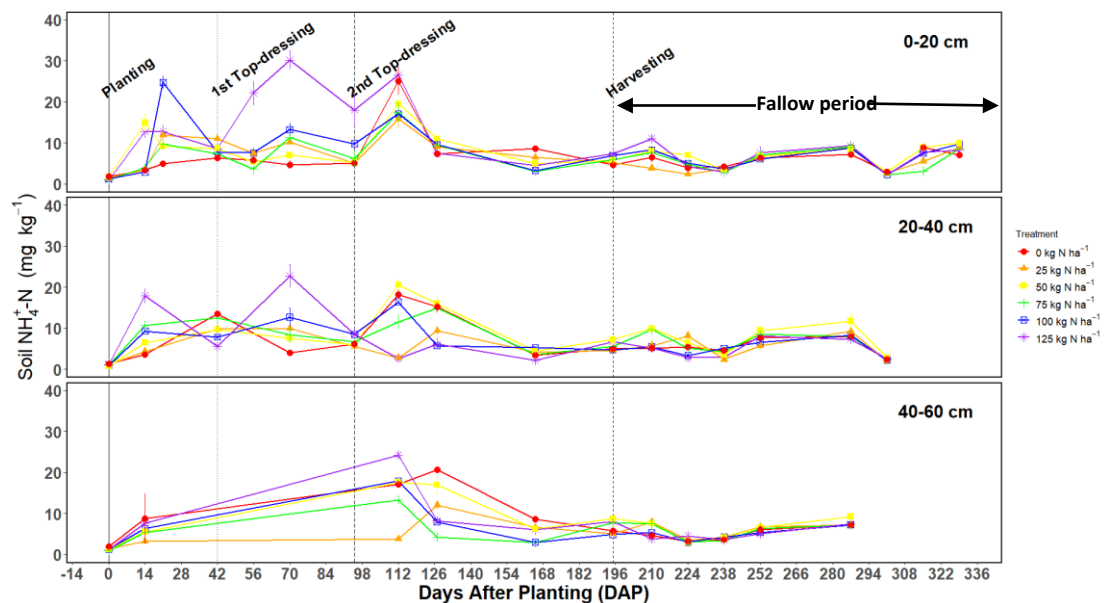 40
30
20
10
0
Planting
1st Top-dressing
2nd Top-dressing
Harvesting
0-20 cm
Fallow period
40
30
20
10
0
20-40 cm
40
30
20
10
0
40-60 cm
Soil NH₄⁺-N (mg kg⁻¹)
Treatment
0 kg N ha⁻¹
25 kg N ha⁻¹
50 kg N ha⁻¹
75 kg N ha⁻¹
100 kg N ha⁻¹
125 kg N ha⁻¹
-14 0 14 28 42 56 70 84 98 112 126 140 154 168 182 196 210 224 238 252 266 280 294 308 322 336
Days After Planting (DAP)